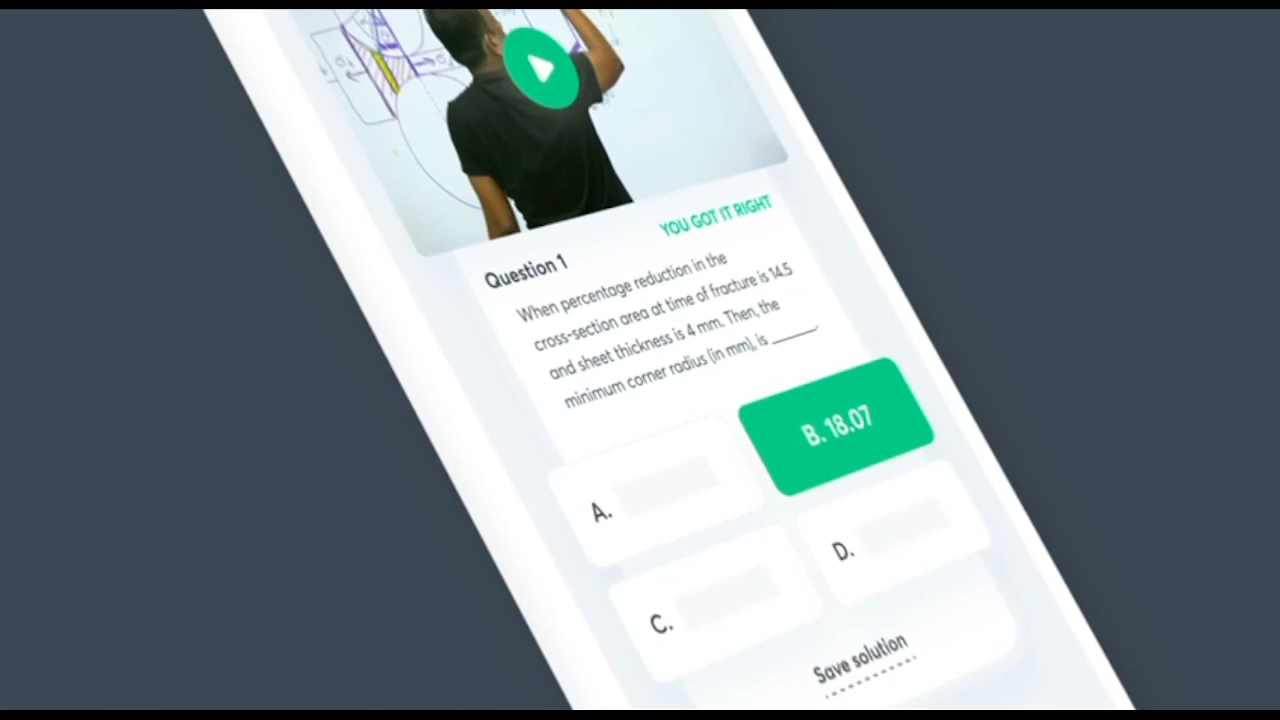 YOU GOT IT RIGHT
Question 1
When percentage reduction in the
cross-section area at time of fracture is 14.5
and sheet thickness is 4 mm. Then, the
minimum corner radius (in mm), is ______.
A.
B. 18.07
C.
D.
Save solution